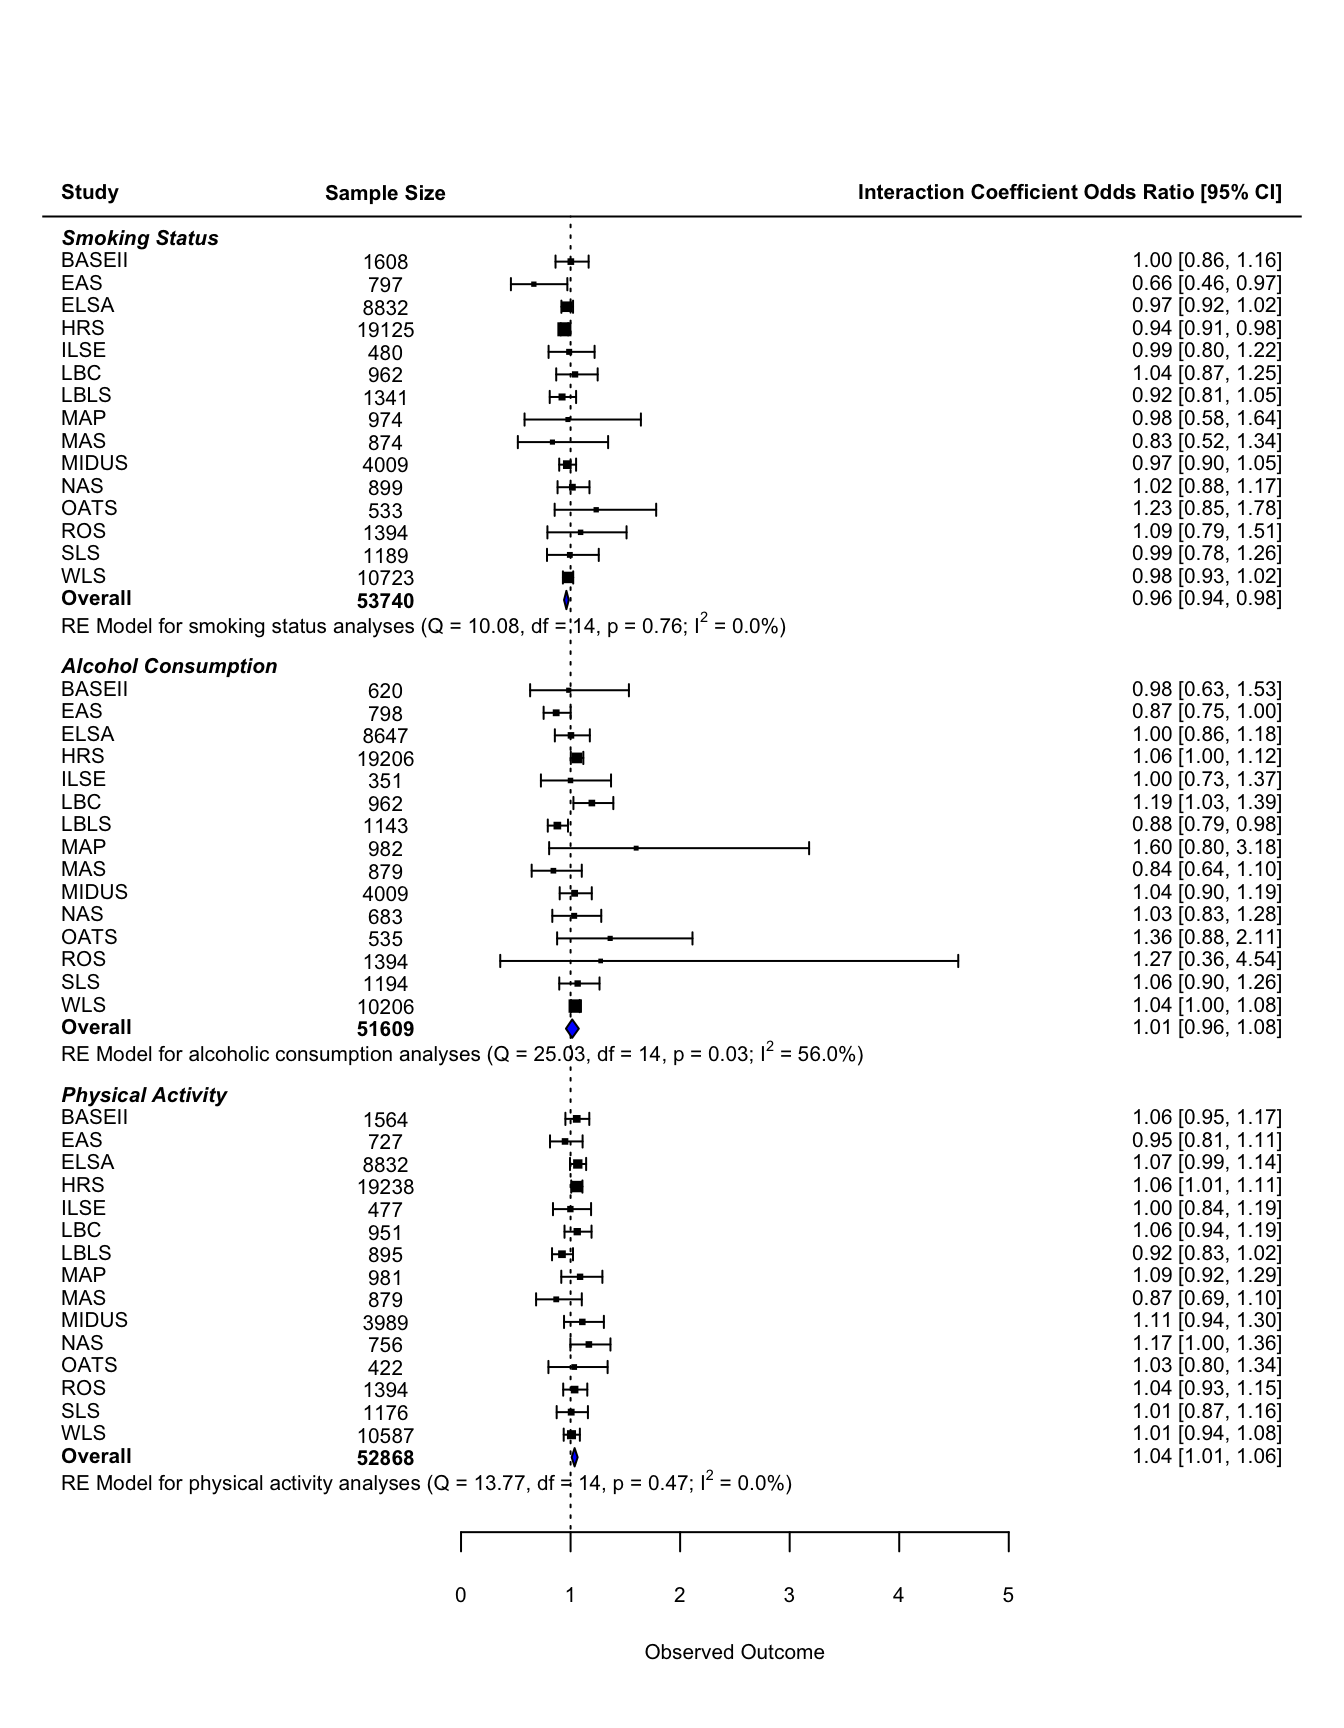 Study Sample Size Interaction Coefficient Odds Ratio [95% CI]
Smoking Status
BASEII 1608 1.00 [0.86, 1.16]
EAS 797 0.66 [0.46, 0.97]
ELSA 8832 0.97 [0.92, 1.02]
HRS 19125 0.94 [0.91, 0.98]
ILSE 480 0.99 [0.80, 1.22]
LBC 962 1.04 [0.87, 1.25]
LBLS 1341 0.92 [0.81, 1.05]
MAP 974 0.98 [0.58, 1.64]
MAS 874 0.83 [0.52, 1.34]
MIDUS 4009 0.97 [0.90, 1.05]
NAS 899 1.02 [0.88, 1.17]
OATS 533 1.23 [0.85, 1.78]
ROS 1394 1.09 [0.79, 1.51]
SLS 1189 0.99 [0.78, 1.26]
WLS 10723 0.98 [0.93, 1.02]
Overall 53740 0.96 [0.94, 0.98]
RE Model for smoking status analyses (Q = 10.08, df = 14, p = 0.76; I² = 0.0%)
Alcohol Consumption
BASEII 620 0.98 [0.63, 1.53]
EAS 798 0.87 [0.75, 1.00]
ELSA 8647 1.00 [0.86, 1.18]
HRS 19206 1.06 [1.00, 1.12]
ILSE 351 1.00 [0.73, 1.37]
LBC 962 1.19 [1.03, 1.39]
LBLS 1143 0.88 [0.79, 0.98]
MAP 982 1.60 [0.80, 3.18]
MAS 879 0.84 [0.64, 1.10]
MIDUS 4009 1.04 [0.90, 1.19]
NAS 683 1.03 [0.83, 1.28]
OATS 535 1.36 [0.88, 2.11]
ROS 1394 1.27 [0.36, 4.54]
SLS 1194 1.06 [0.90, 1.26]
WLS 10206 1.04 [1.00, 1.08]
Overall 51609 1.01 [0.96, 1.08]
RE Model for alcoholic consumption analyses (Q = 25.03, df = 14, p = 0.03; I² = 56.0%)
Physical Activity
BASEII 1564 1.06 [0.95, 1.17]
EAS 727 0.95 [0.81, 1.11]
ELSA 8832 1.07 [0.99, 1.14]
HRS 19238 1.06 [1.01, 1.11]
ILSE 477 1.00 [0.84, 1.19]
LBC 951 1.06 [0.94, 1.19]
LBLS 895 0.92 [0.83, 1.02]
MAP 981 1.09 [0.92, 1.29]
MAS 879 0.87 [0.69, 1.10]
MIDUS 3989 1.11 [0.94, 1.30]
NAS 756 1.17 [1.00, 1.36]
OATS 422 1.03 [0.80, 1.34]
ROS 1394 1.04 [0.93, 1.15]
SLS 1176 1.01 [0.87, 1.16]
WLS 10587 1.01 [0.94, 1.08]
Overall 52868 1.04 [1.01, 1.06]
RE Model for physical activity analyses (Q = 13.77, df = 14, p = 0.47; I² = 0.0%)
0 1 2 3 4 5
Observed Outcome